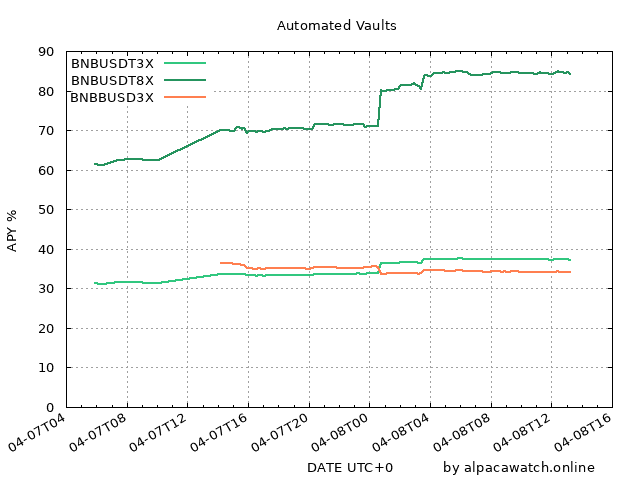 Automated Vaults
BNBUSDT3X
BNBUSDT8X
BNBBUSD3X
90
80
70
60
50
40
30
20
10
0
APY %
04-07T04
04-07T08
04-07T12
04-07T16
04-07T20
04-08T00
04-08T04
04-08T08
04-08T12
04-08T16
DATE UTC+0
by alpacawatch.online